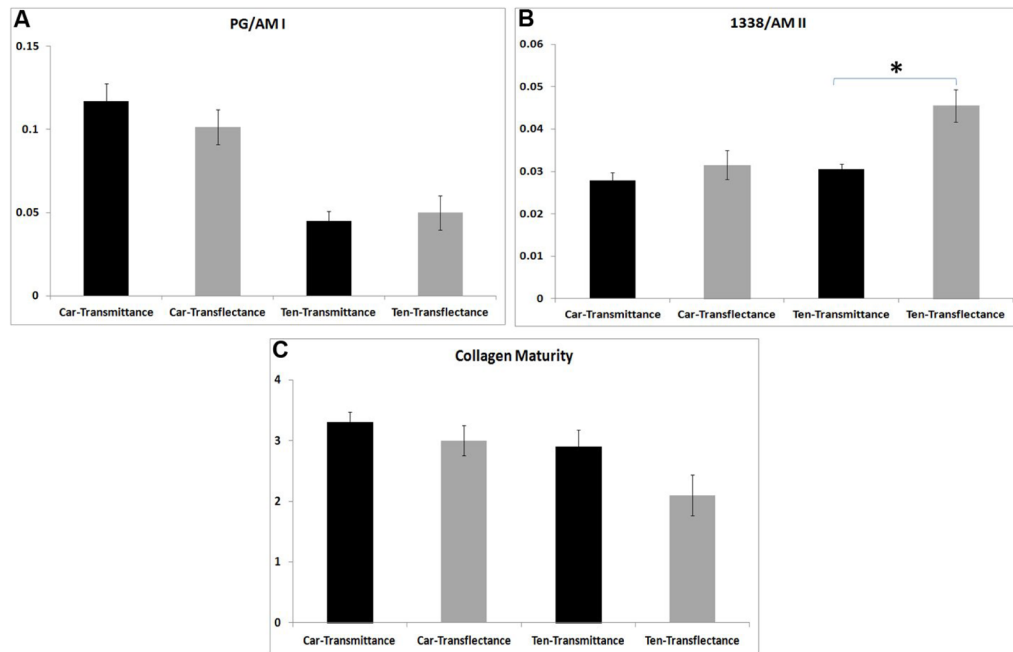 A
PG/AM I
0.15
0.1
0.05
0
Car-Transmittance Car-Transflectance Ten-Transmittance Ten-Transflectance
B
1338/AM II
0.06
0.05
*
0.04
0.03
0.02
0.01
0
Car-Transmittance Car-Transflectance Ten-Transmittance Ten-Transflectance
C
Collagen Maturity
4
3
2
1
0
Car-Transmittance Car-Transflectance Ten-Transmittance Ten-Transflectance